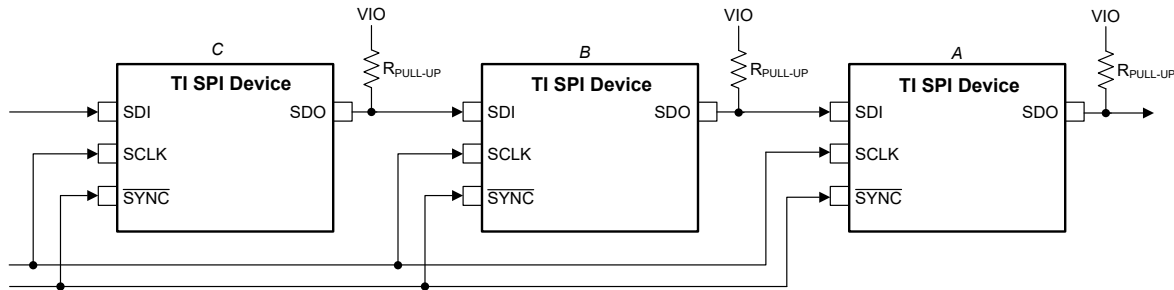 VIO
VIO
VIO
C
B
A
RPULL-UP
RPULL-UP
RPULL-UP
TI SPI Device
TI SPI Device
TI SPI Device
SDI
SDO
SDI
SDO
SDI
SDO
SCLK
SCLK
SCLK
SYNC
SYNC
SYNC